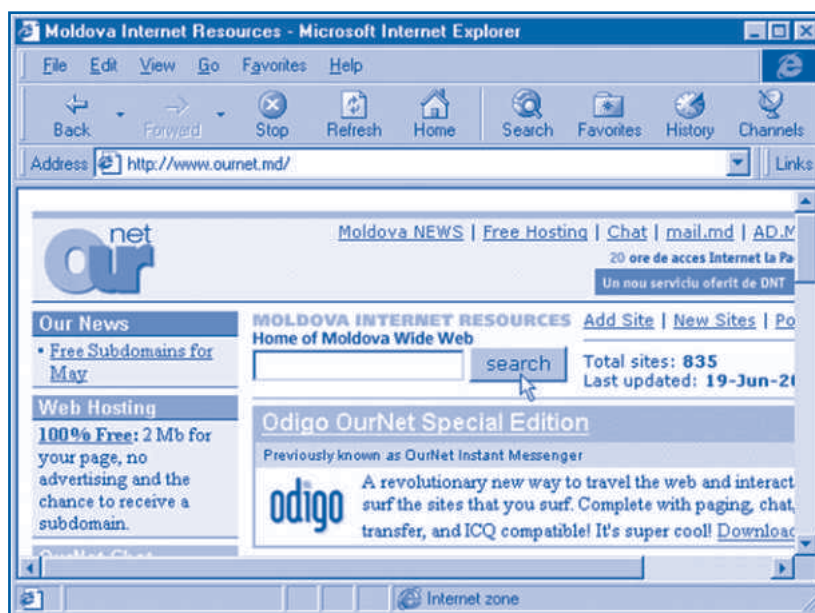 Moldova Internet Resources - Microsoft Internet Explorer
File Edit View Go Favorites Help
Back Forward Stop Refresh Home Search Favorites History Channels
Address http://www.ournet.md/ Links
our net
Moldova NEWS | Free Hosting | Chat | mail.md | AD.M
20 ore de acces Internet la Pa
Un nou serviciu oferit de DNT
Our News
• Free Subdomains for
May
Web Hosting
100% Free: 2 Mb for
your page, no
advertising and the
chance to receive a
subdomain.
OurNet Chat
MOLDOVA INTERNET RESOURCES
Home of Moldova Wide Web
search
Add Site | New Sites | Po
Total sites: 835
Last updated: 19-Jun-20
Odigo OurNet Special Edition
Previously known as OurNet Instant Messenger
odigo
A revolutionary new way to travel the web and interact
surf the sites that you surf. Complete with paging, chat,
transfer, and ICQ compatible! It's super cool! Download
Internet zone